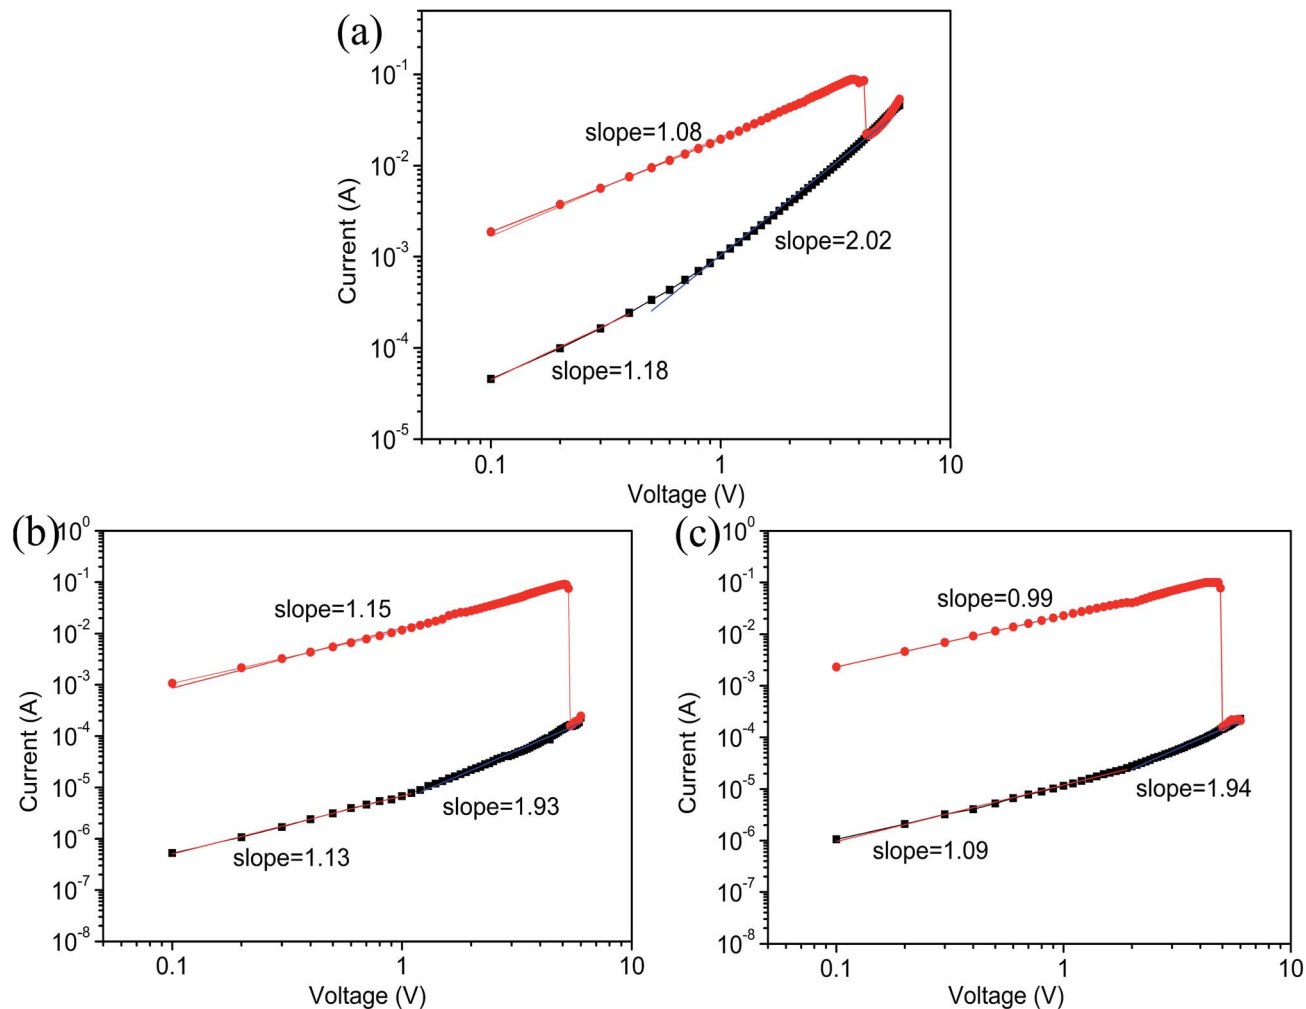 (a)
10⁻¹
10⁻²
10⁻³
10⁻⁴
10⁻⁵
Current (A)
slope=1.08
slope=2.02
slope=1.18
0.1
1
10
Voltage (V)
(b)
10⁰
10⁻¹
10⁻²
10⁻³
10⁻⁴
10⁻⁵
10⁻⁶
10⁻⁷
10⁻⁸
Current (A)
slope=1.15
slope=1.93
slope=1.13
0.1
1
10
Voltage (V)
(c)
10⁰
10⁻¹
10⁻²
10⁻³
10⁻⁴
10⁻⁵
10⁻⁶
10⁻⁷
10⁻⁸
Current (A)
slope=0.99
slope=1.94
slope=1.09
0.1
1
10
Voltage (V)